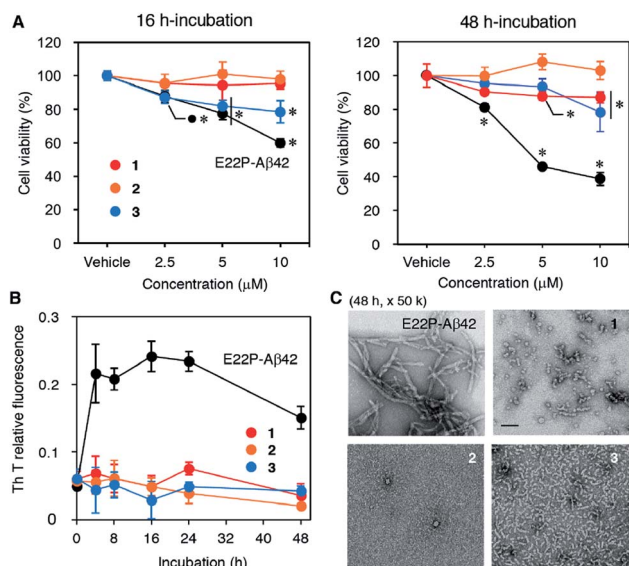 A
16 h-incubation
48 h-incubation
Cell viability (%)
120
100
80
60
40
20
0
*
*
*
*
E22P-Aβ42
1
2
3
Vehicle 2.5 5 10
Concentration (μM)
Cell viability (%)
120
100
80
60
40
20
0
*
*
*
*
*
Vehicle 2.5 5 10
Concentration (μM)
B
Th T relative fluorescence
0.3
0.2
0.1
0
E22P-Aβ42
1
2
3
0 4 8 16 24 32 40 48
Incubation (h)
C
(48 h, x 50 k)
E22P-Aβ42
1
2
3